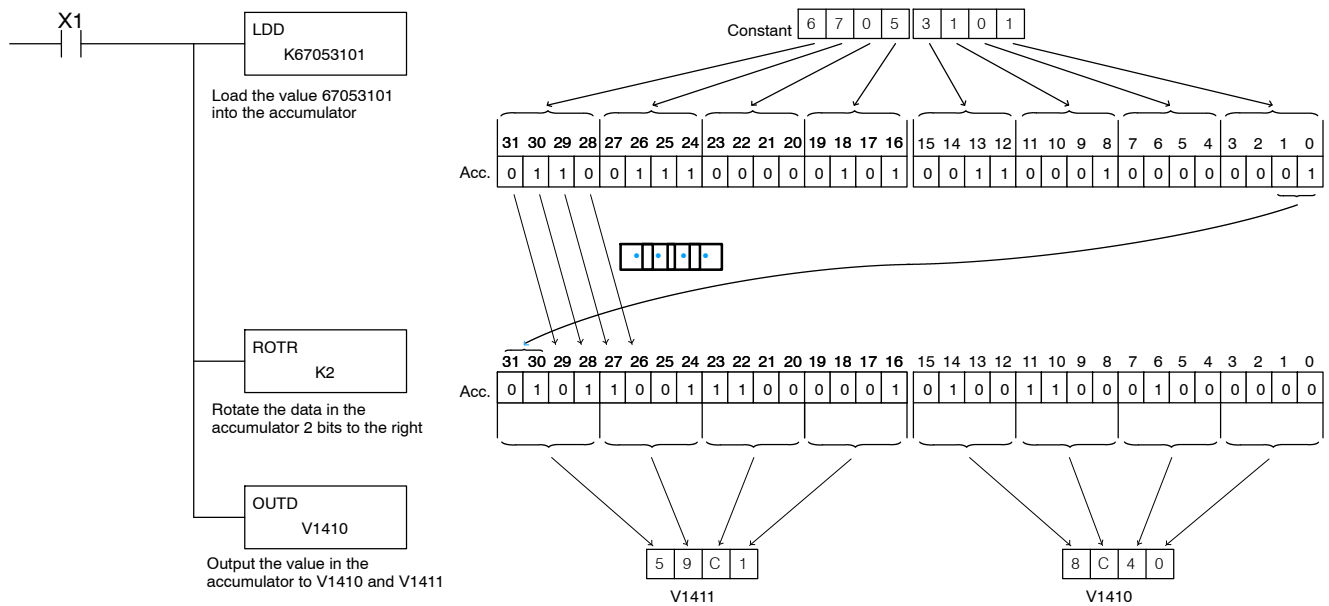 X1
LDD
K67053101
Load the value 67053101
into the accumulator
ROTR
K2
Rotate the data in the
accumulator 2 bits to the right
OUTD
V1410
Output the value in the
accumulator to V1410 and V1411
Constant 6 7 0 5 3 1 0 1
31 30 29 28 27 26 25 24 23 22 21 20 19 18 17 16 15 14 13 12 11 10 9 8 7 6 5 4 3 2 1 0
Acc. 0 1 1 0 0 1 1 1 0 0 0 0 0 1 0 1 0 0 1 1 0 0 0 1 0 0 0 0 0 0 0 1
31 30 29 28 27 26 25 24 23 22 21 20 19 18 17 16 15 14 13 12 11 10 9 8 7 6 5 4 3 2 1 0
Acc. 0 1 0 1 1 0 0 1 1 1 0 0 0 0 0 1 0 1 0 0 1 1 0 0 0 1 0 0 0 0 0 0
5 9 C 1 8 C 4 0
V1411 V1410